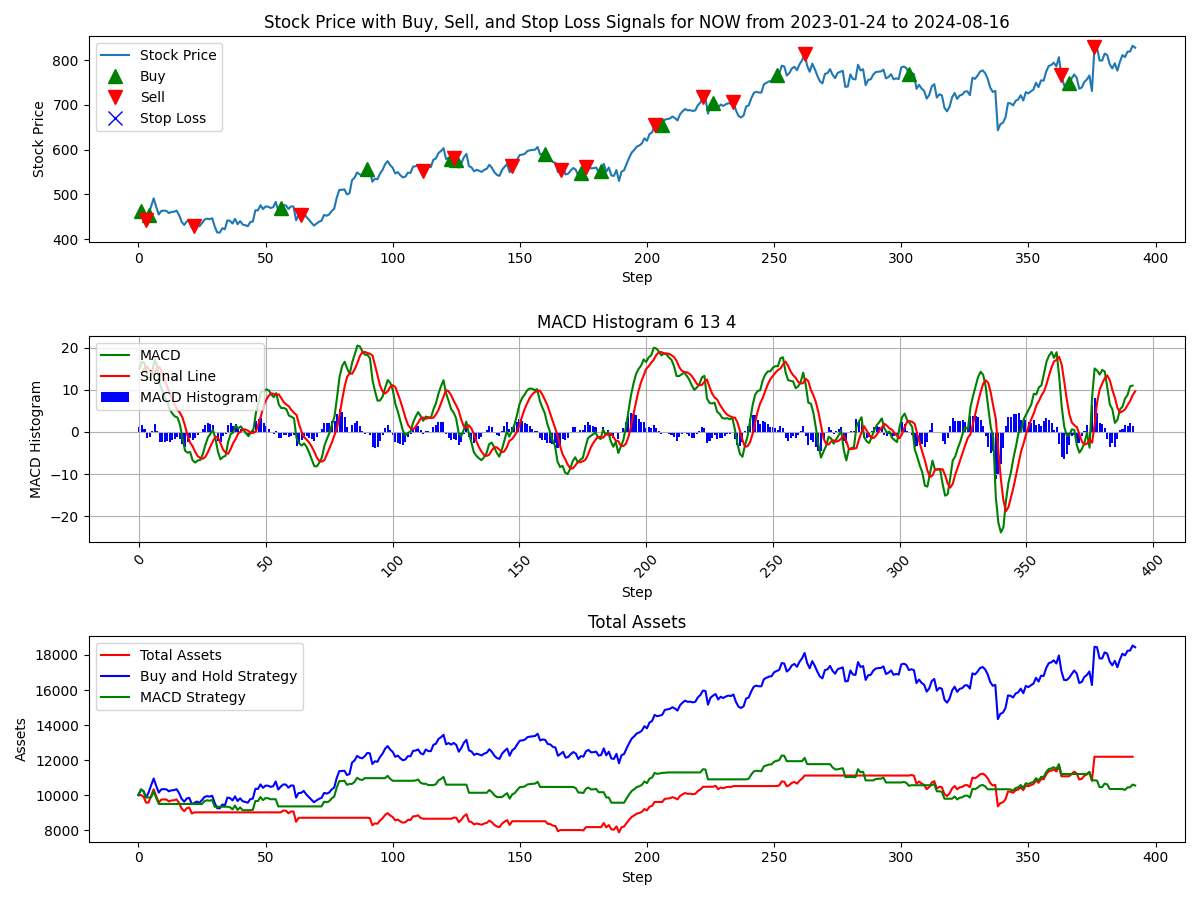 Stock Price with Buy, Sell, and Stop Loss Signals for NOW from 2023-01-24 to 2024-08-16
Stock Price
Buy
Sell
Stop Loss
Stock Price
800
700
600
500
400
0 50 100 150 200 250 300 350 400
Step
MACD Histogram 6 13 4
MACD
Signal Line
MACD Histogram
MACD Histogram
20
10
0
−10
−20
0 50 100 150 200 250 300 350 400
Step
Total Assets
Total Assets
Buy and Hold Strategy
MACD Strategy
Assets
18000
16000
14000
12000
10000
8000
0 50 100 150 200 250 300 350 400
Step